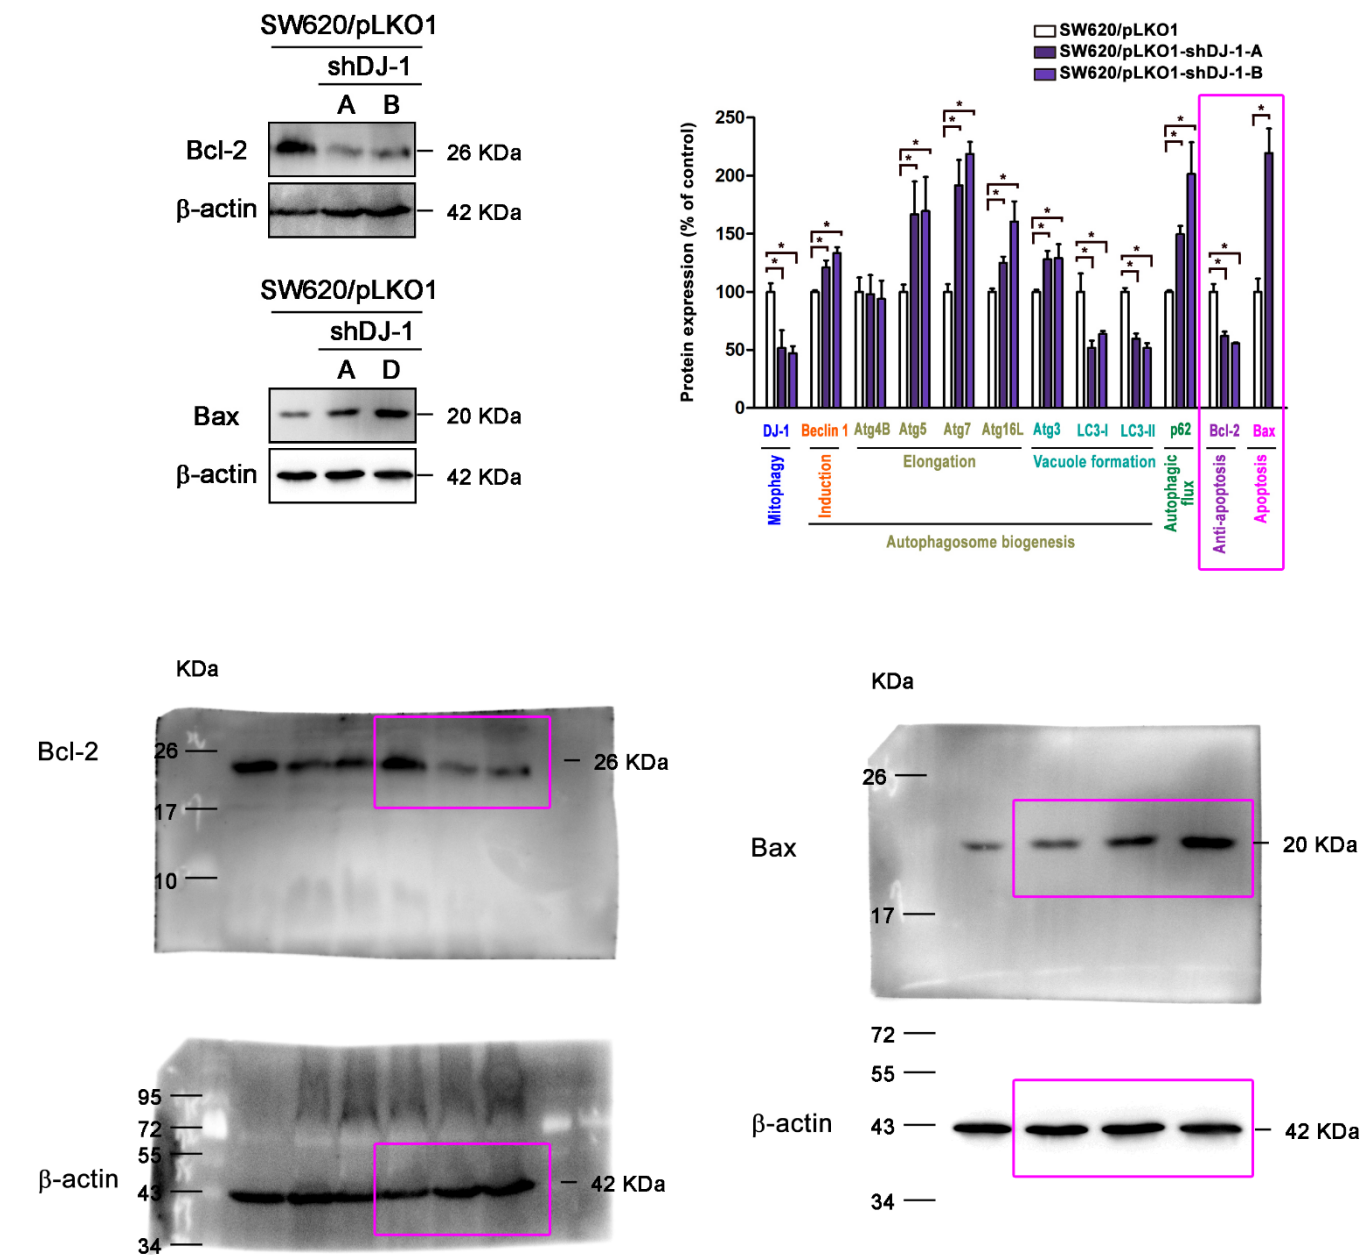 SW620/pLKO1
shDJ-1
A B
Bcl-2
26 KDa
β-actin
42 KDa
SW620/pLKO1
shDJ-1
A D
Bax
20 KDa
β-actin
42 KDa
SW620/pLKO1
SW620/pLKO1-shDJ-1-A
SW620/pLKO1-shDJ-1-B
Protein expression (% of control)
250
200
150
100
50
0
* * * * * * * * * * * * * * * * * * * * *
DJ-1 Beclin 1 Atg4B Atg5 Atg7 Atg16L Atg3 LC3-I LC3-II p62 Bcl-2 Bax
Mitophagy
Induction
Elongation
Vacuole formation
Autophagic
flux
Anti-apoptosis
Apoptosis
Autophagosome biogenesis
KDa
Bcl-2
26
17
10
26 KDa
β-actin
95
72
55
43
34
42 KDa
KDa
Bax
26
17
20 KDa
72
55
β-actin
43
34
42 KDa